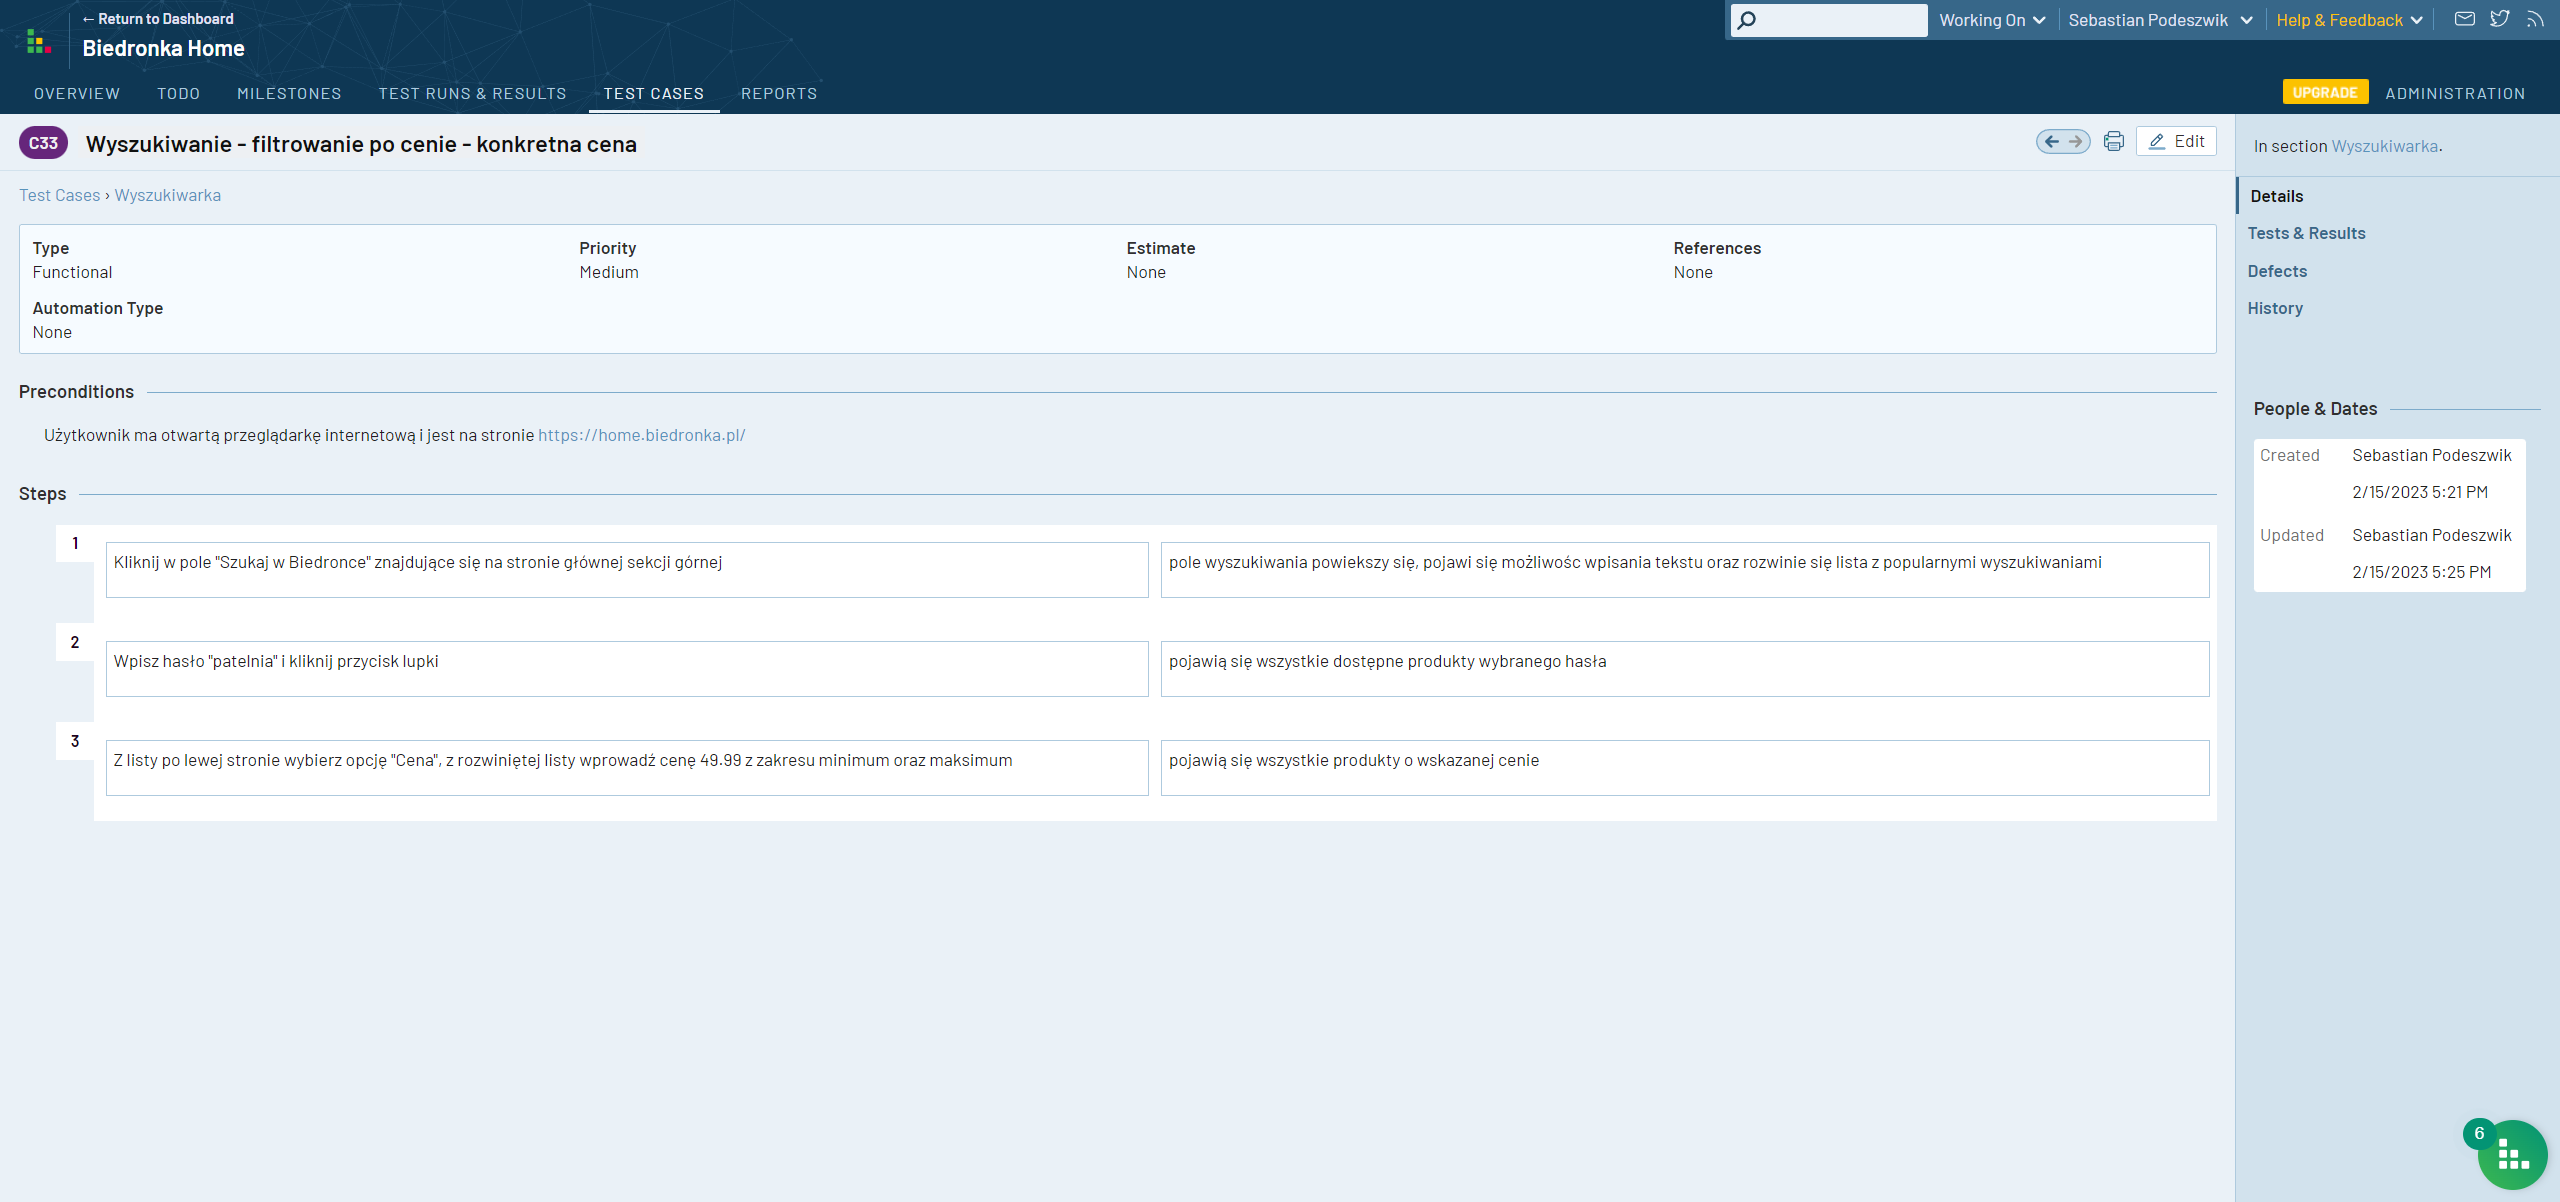 ← Return to Dashboard
Biedronka Home
Working On
Sebastian Podeszwik
Help & Feedback
OVERVIEW TODO MILESTONES TEST RUNS & RESULTS TEST CASES REPORTS
UPGRADE
ADMINISTRATION
C33
Wyszukiwanie - filtrowanie po cenie - konkretna cena
Edit
Test Cases › Wyszukiwarka
Type
Functional
Priority
Medium
Estimate
None
References
None
Automation Type
None
Preconditions
Użytkownik ma otwartą przeglądarkę internetową i jest na stronie https://home.biedronka.pl/
Steps
1
Kliknij w pole "Szukaj w Biedronce" znajdujące się na stronie głównej sekcji górnej
pole wyszukiwania powiekszy się, pojawi się możliwośc wpisania tekstu oraz rozwinie się lista z popularnymi wyszukiwaniami
2
Wpisz hasło "patelnia" i kliknij przycisk lupki
pojawią się wszystkie dostępne produkty wybranego hasła
3
Z listy po lewej stronie wybierz opcję "Cena", z rozwiniętej listy wprowadź cenę 49.99 z zakresu minimum oraz maksimum
pojawią się wszystkie produkty o wskazanej cenie
In section Wyszukiwarka.
Details
Tests & Results
Defects
History
People & Dates
Created
Sebastian Podeszwik
2/15/2023 5:21 PM
Updated
Sebastian Podeszwik
2/15/2023 5:25 PM
6